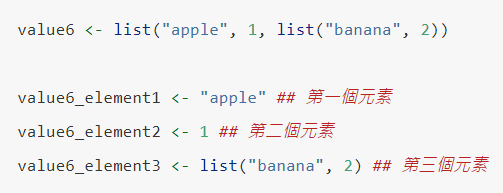 value6 <- list("apple", 1, list("banana", 2))
value6_element1 <- "apple" ## 第一個元素
value6_element2 <- 1 ## 第二個元素
value6_element3 <- list("banana", 2) ## 第三個元素